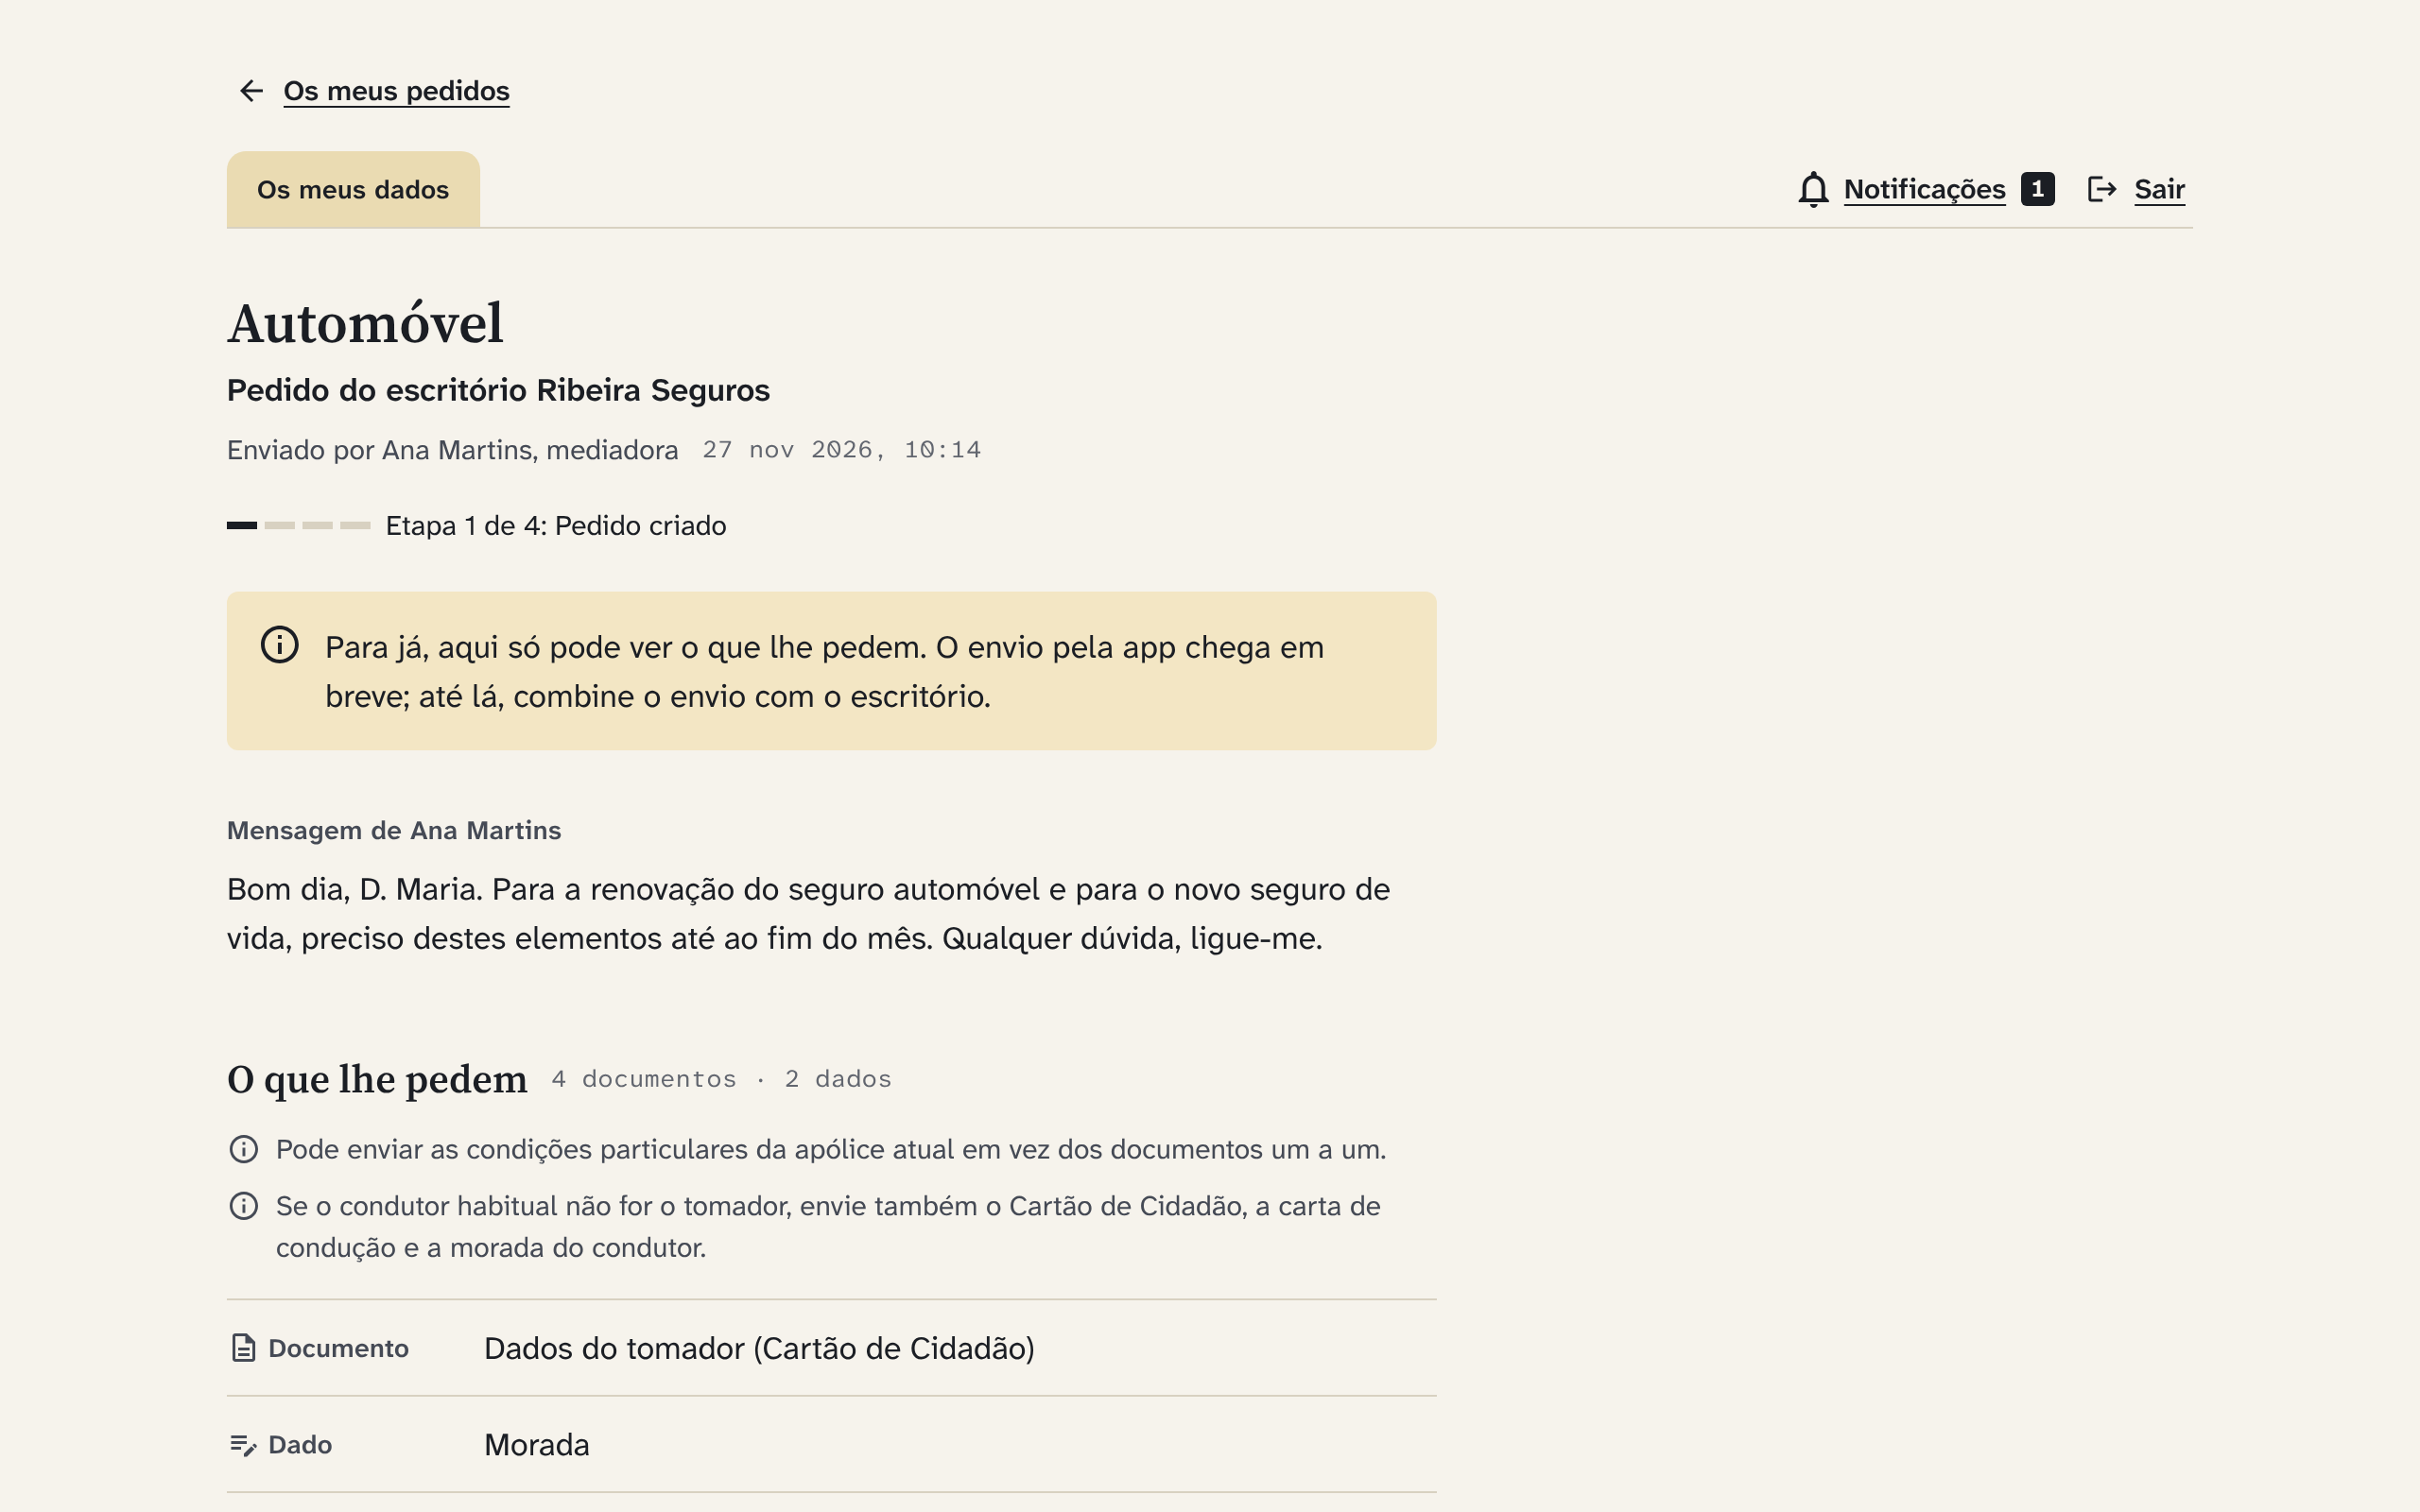 Os meus pedidos
Os meus dados
Notificações 1
Sair
Automóvel
Pedido do escritório Ribeira Seguros
Enviado por Ana Martins, mediadora 27 nov 2026, 10:14
Etapa 1 de 4: Pedido criado
Para já, aqui só pode ver o que lhe pedem. O envio pela app chega em
breve; até lá, combine o envio com o escritório.
Mensagem de Ana Martins
Bom dia, D. Maria. Para a renovação do seguro automóvel e para o novo seguro de
vida, preciso destes elementos até ao fim do mês. Qualquer dúvida, ligue-me.
O que lhe pedem 4 documentos · 2 dados
Pode enviar as condições particulares da apólice atual em vez dos documentos um a um.
Se o condutor habitual não for o tomador, envie também o Cartão de Cidadão, a carta de
condução e a morada do condutor.
Documento Dados do tomador (Cartão de Cidadão)
Dado Morada